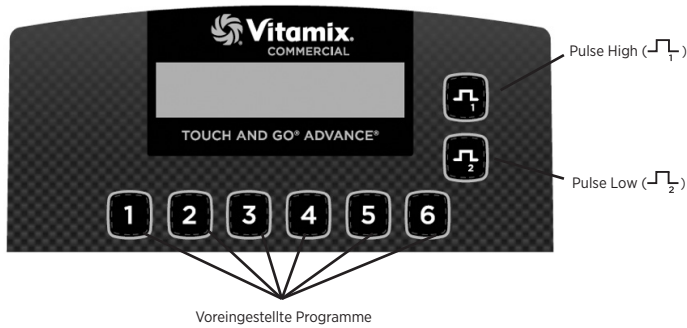 Vitamix.
COMMERCIAL
Pulse High (1)
1
TOUCH AND GO® ADVANCE®
2
Pulse Low (2)
1 2 3 4 5 6
Voreingestellte Programme